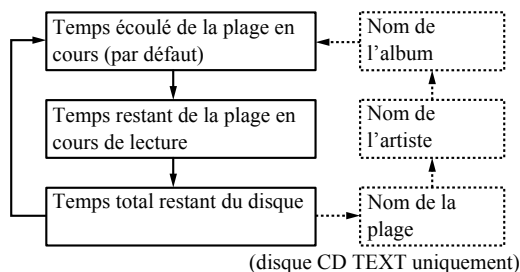 Temps écoulé de la plage en
cours (par défaut)
Temps restant de la plage en
cours de lecture
Temps total restant du disque
Nom de
l’album
Nom de
l’artiste
Nom de la
plage
(disque CD TEXT uniquement)